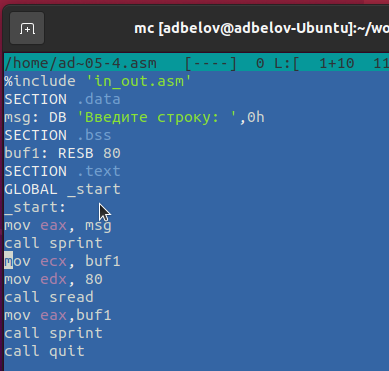 mc [adbelov@adbelov-Ubuntu]:~/wo
/home/ad~05-4.asm [----] 0 L:[ 1+10 11
%include 'in_out.asm'
SECTION .data
msg: DB 'Введите строку: ',0h
SECTION .bss
buf1: RESB 80
SECTION .text
GLOBAL _start
_start:
mov eax, msg
call sprint
mov ecx, buf1
mov edx, 80
call sread
mov eax,buf1
call sprint
call quit